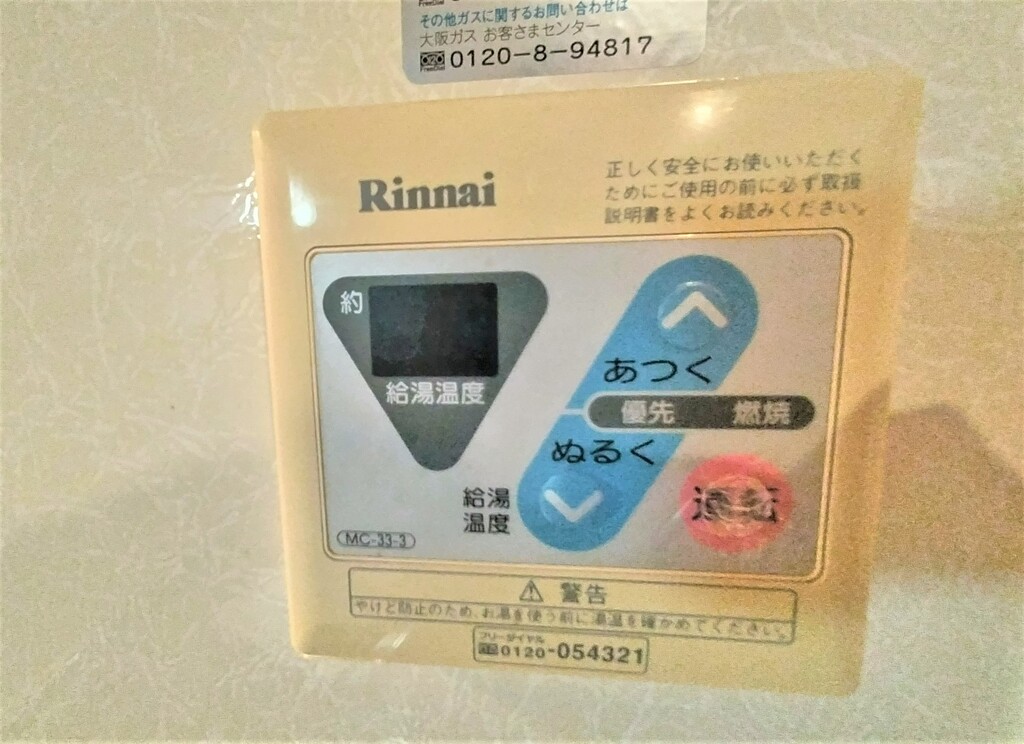 その他ガスに関するお問い合わせは
大阪ガス お客さまセンター
FreeDial 0120-8-94817
Rinnai
正しく安全にお使いいただく
ためにご使用の前に必ず取扱
説明書をよくお読みください。
約
給湯温度
あつく
優先 燃焼
ぬるく
給湯
温度
運転
MC-33-3
⚠ 警告
やけど防止のため、お湯を使う前に湯温を確かめてください。
フリーダイヤル
0120-054321